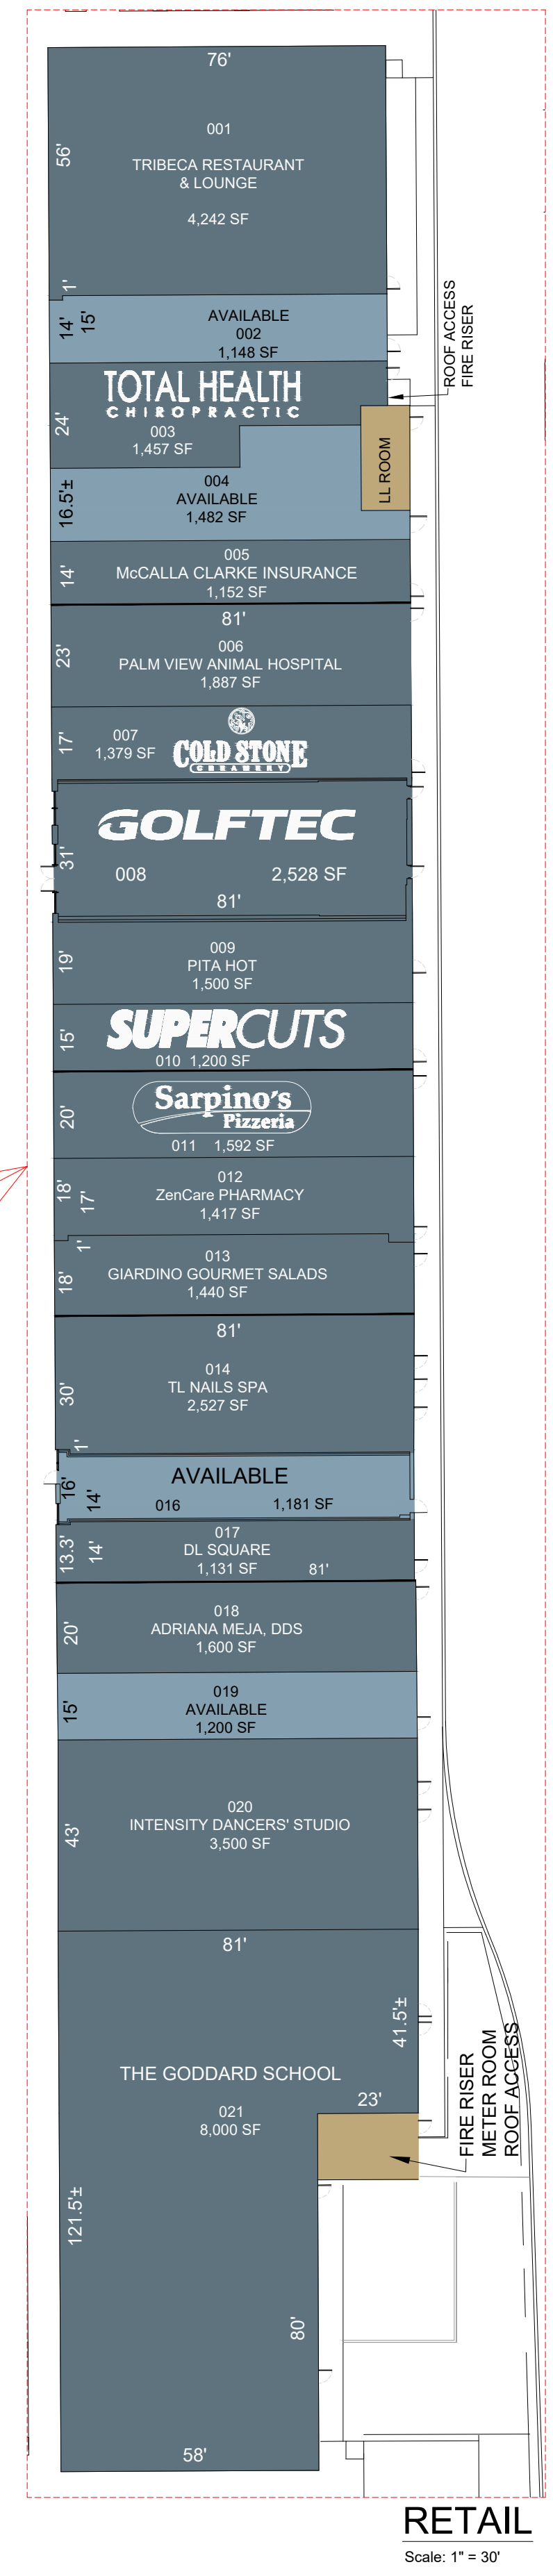 76'
001
56'
TRIBECA RESTAURANT
& LOUNGE
4,242 SF
1'
14'
15'
AVAILABLE
002
1,148 SF
ROOF ACCESS
FIRE RISER
TOTAL HEALTH
CHIROPRACTIC
24'
003
1,457 SF
LL ROOM
16.5'±
004
AVAILABLE
1,482 SF
14'
005
McCALLA CLARKE INSURANCE
1,152 SF
81'
23'
006
PALM VIEW ANIMAL HOSPITAL
1,887 SF
17'
007
1,379 SF
COLD STONE
CREAMERY
GOLFTEC
31'
008 2,528 SF
81'
19'
009
PITA HOT
1,500 SF
15'
SUPERCUTS
010 1,200 SF
20'
Sarpino's
Pizzeria
011 1,592 SF
18'
17'
012
ZenCare PHARMACY
1,417 SF
1'
18'
013
GIARDINO GOURMET SALADS
1,440 SF
81'
30'
014
TL NAILS SPA
2,527 SF
1'
16'
14'
AVAILABLE
016 1,181 SF
13.3'
14'
017
DL SQUARE
1,131 SF 81'
20'
018
ADRIANA MEJA, DDS
1,600 SF
15'
019
AVAILABLE
1,200 SF
43'
020
INTENSITY DANCERS' STUDIO
3,500 SF
81'
41.5'±
THE GODDARD SCHOOL
021
8,000 SF
23'
FIRE RISER
METER ROOM
ROOF ACCESS
121.5'±
80'
58'
RETAIL
Scale: 1" = 30'